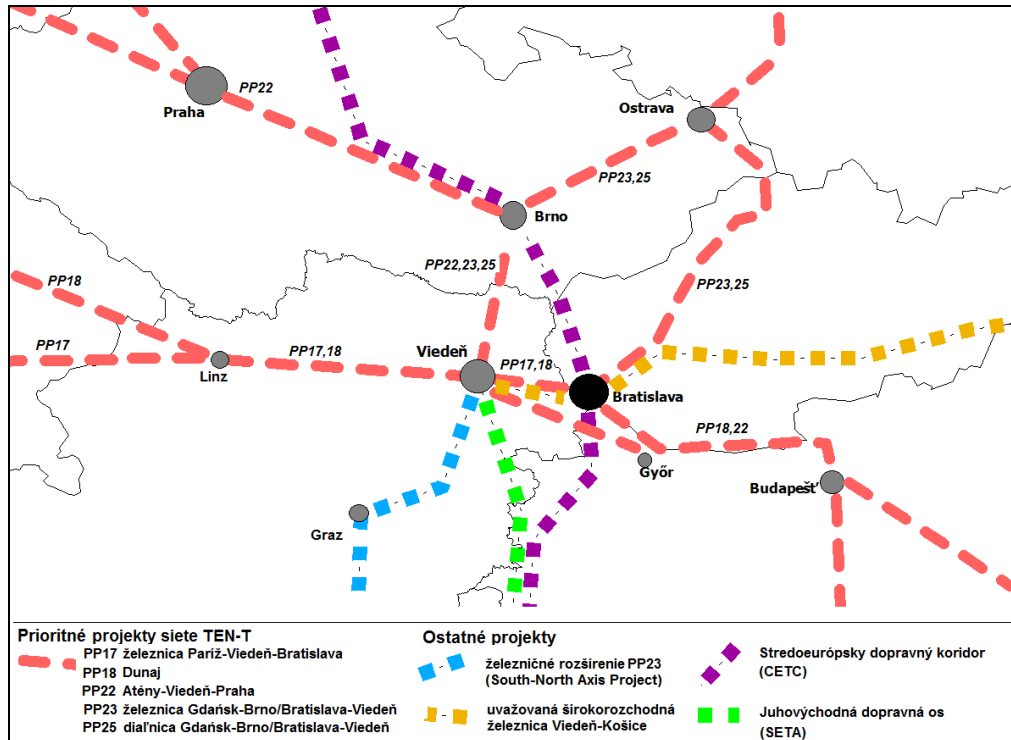 PP22
Praha
Ostrava
PP23,25
Brno
PP22,23,25
PP18
PP23,25
PP17
PP17,18
Viedeň
PP17,18
Linz
Bratislava
PP18,22
Győr
Budapešť
Graz
Prioritné projekty siete TEN-T
PP17 železnica Paríž-Viedeň-Bratislava
PP18 Dunaj
PP22 Atény-Viedeň-Praha
PP23 železnica Gdańsk-Brno/Bratislava-Viedeň
PP25 diaľnica Gdańsk-Brno/Bratislava-Viedeň
Ostatné projekty
železničné rozšírenie PP23
(South-North Axis Project)
uvažovaná širokorozchodná
železnica Viedeň-Košice
Stredoeurópsky dopravný koridor
(CETC)
Juhovýchodná dopravná os
(SETA)